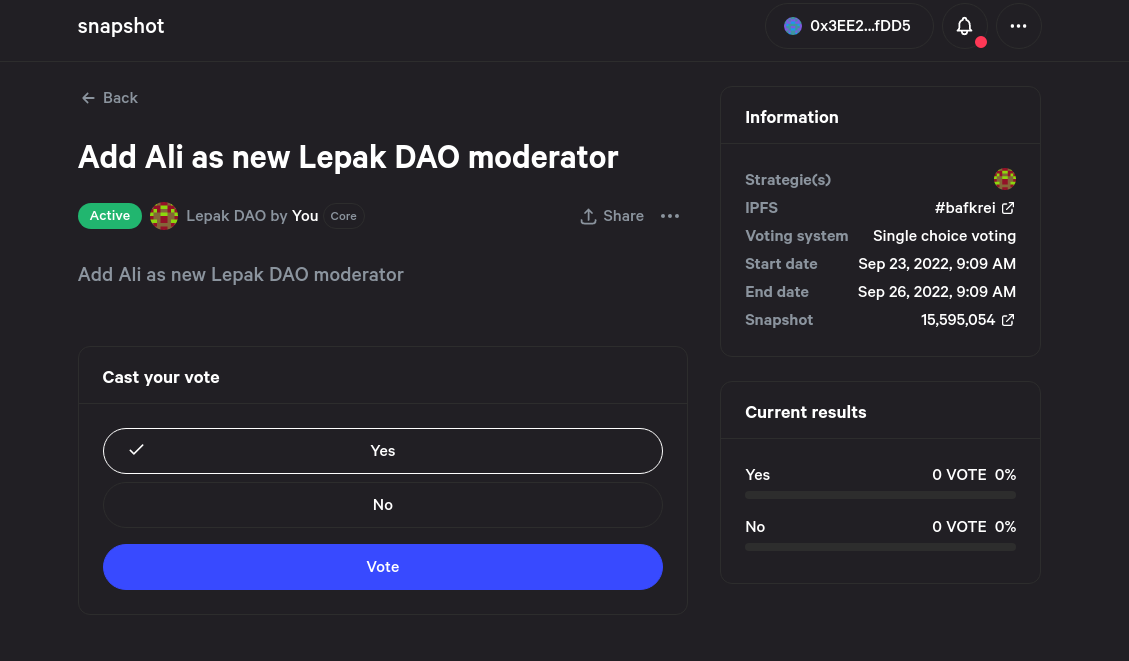 snapshot
0x3EE2...fDD5
Back
Add Ali as new Lepak DAO moderator
Active Lepak DAO by You Core
Share
Add Ali as new Lepak DAO moderator
Cast your vote
Yes
No
Vote
Information
Strategie(s)
IPFS #bafkrei
Voting system Single choice voting
Start date Sep 23, 2022, 9:09 AM
End date Sep 26, 2022, 9:09 AM
Snapshot 15,595,054
Current results
Yes 0 VOTE 0%
No 0 VOTE 0%